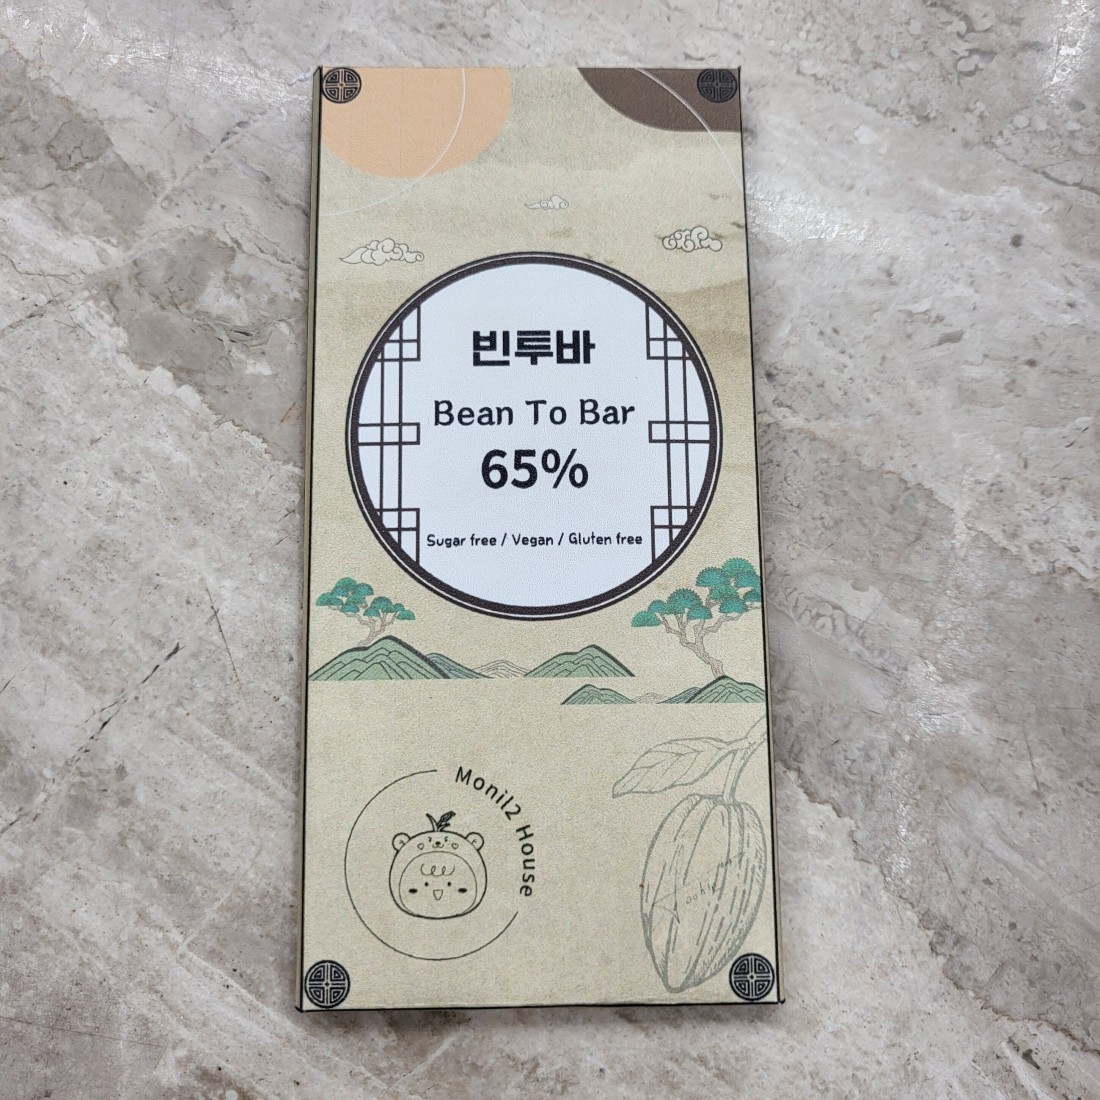 빈투바
Bean To Bar
65%
Sugar free / Vegan / Gluten free
Monil2 House